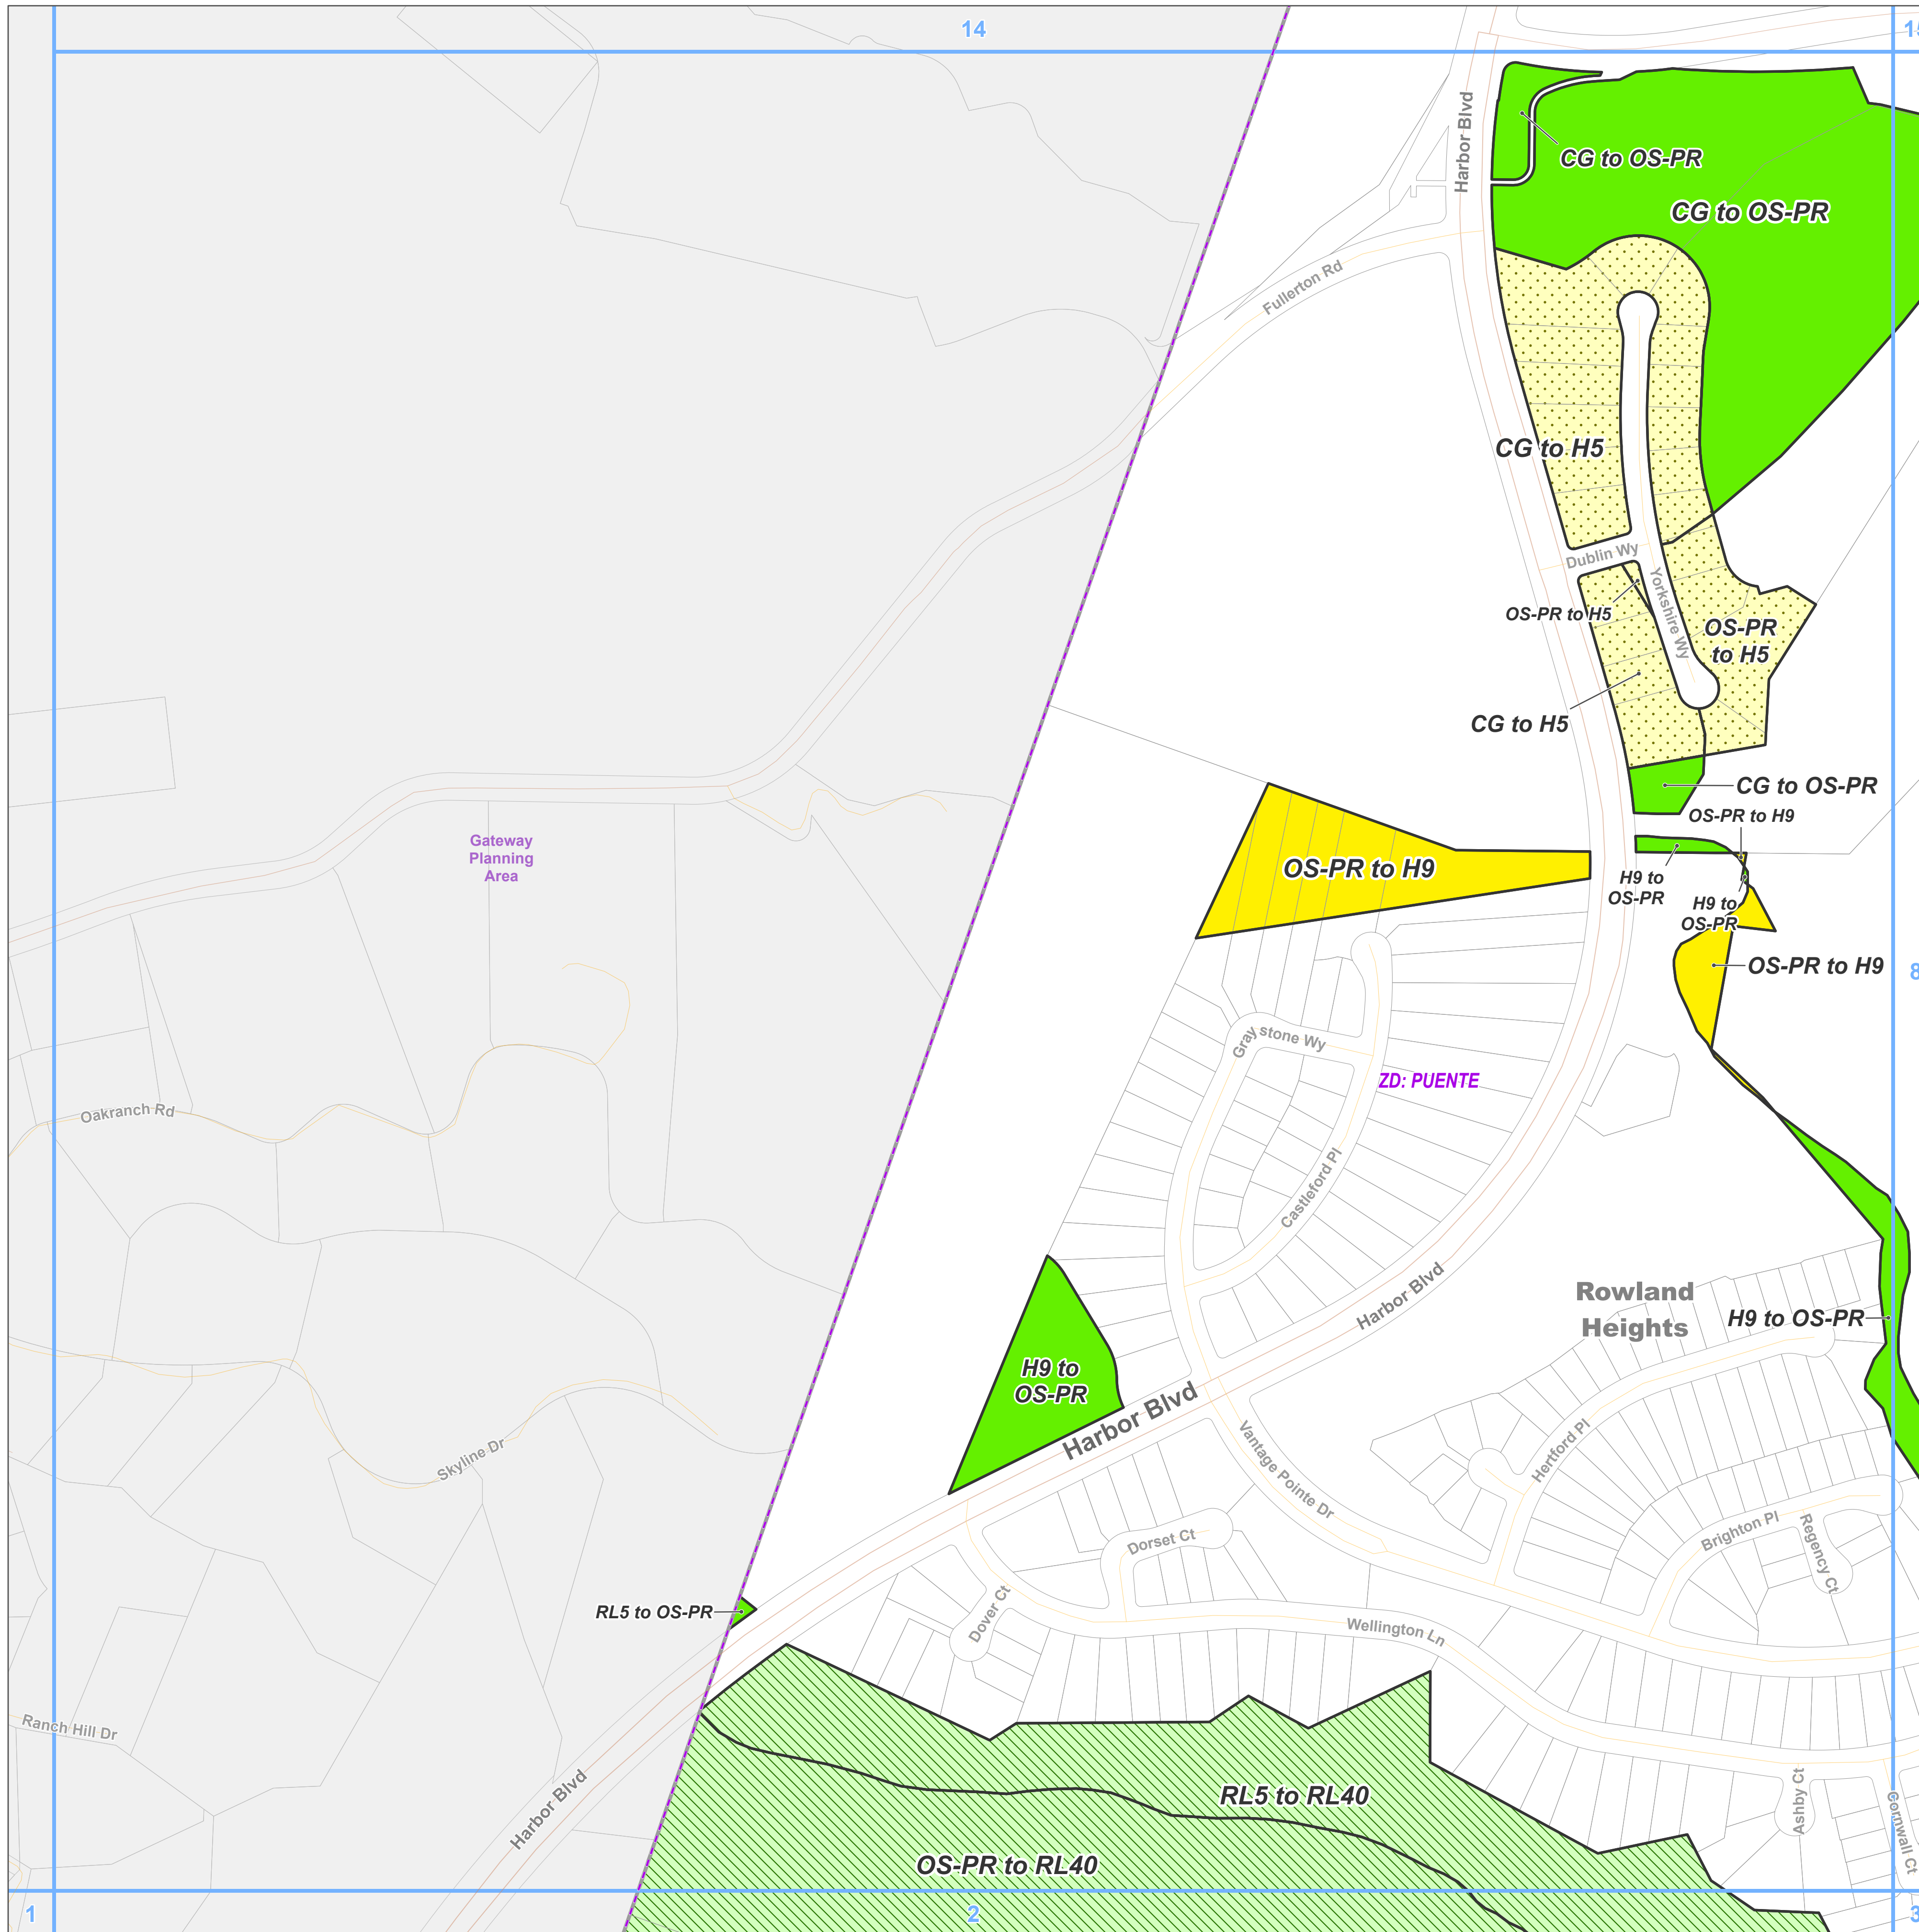 14
15
Harbor Blvd
CG to OS-PR
CG to OS-PR
Fullerton Rd
CG to H5
Dublin Wy
Yorkshire Wy
OS-PR to H5
OS-PR
to H5
CG to H5
CG to OS-PR
OS-PR to H9
Gateway
Planning
Area
OS-PR to H9
H9 to
OS-PR
H9 to
OS-PR
OS-PR to H9
8
Graystone Wy
ZD: PUENTE
Oakranch Rd
Castleford Pl
Harbor Blvd
Rowland
Heights
H9 to OS-PR
H9 to
OS-PR
Harbor Blvd
Vantage Pointe Dr
Hertford Pl
Skyline Dr
Brighton Pl
Regency Ct
Dorset Ct
Dover Ct
RL5 to OS-PR
Wellington Ln
Ranch Hill Dr
Harbor Blvd
RL5 to RL40
Ashby Ct
Cornwall Ct
OS-PR to RL40
1
2
3